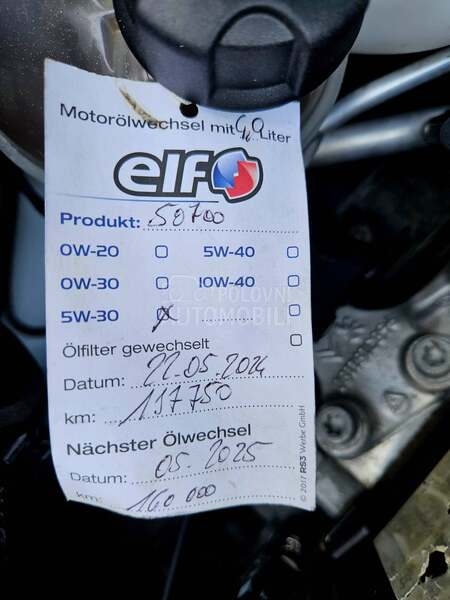 Motorölwechsel mit 4,0 Liter
elf
Produkt: 50700
0W-20 5W-40
0W-30 10W-40
5W-30 X
POLOVNI
AUTOMOBILI
Ölfilter gewechselt
Datum: 22.05.2024
km: 137750
Nächster Ölwechsel
Datum: 05.2025
km: 160 000
© 2017 RS3 Werbe GmbH